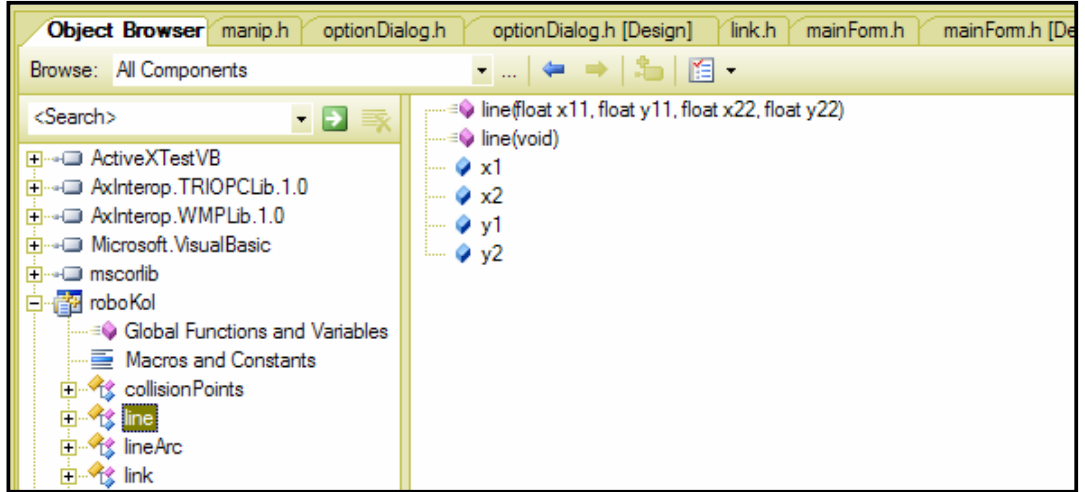 Object Browser manip.h optionDialog.h optionDialog.h [Design] link.h mainForm.h mainForm.h [De
Browse: All Components ...
<Search>
ActiveXTestVB
AxInterop.TRIOPCLib.1.0
AxInterop.WMPLib.1.0
Microsoft.VisualBasic
mscorlib
roboKol
Global Functions and Variables
Macros and Constants
collisionPoints
line
lineArc
link
line(float x11, float y11, float x22, float y22)
line(void)
x1
x2
y1
y2